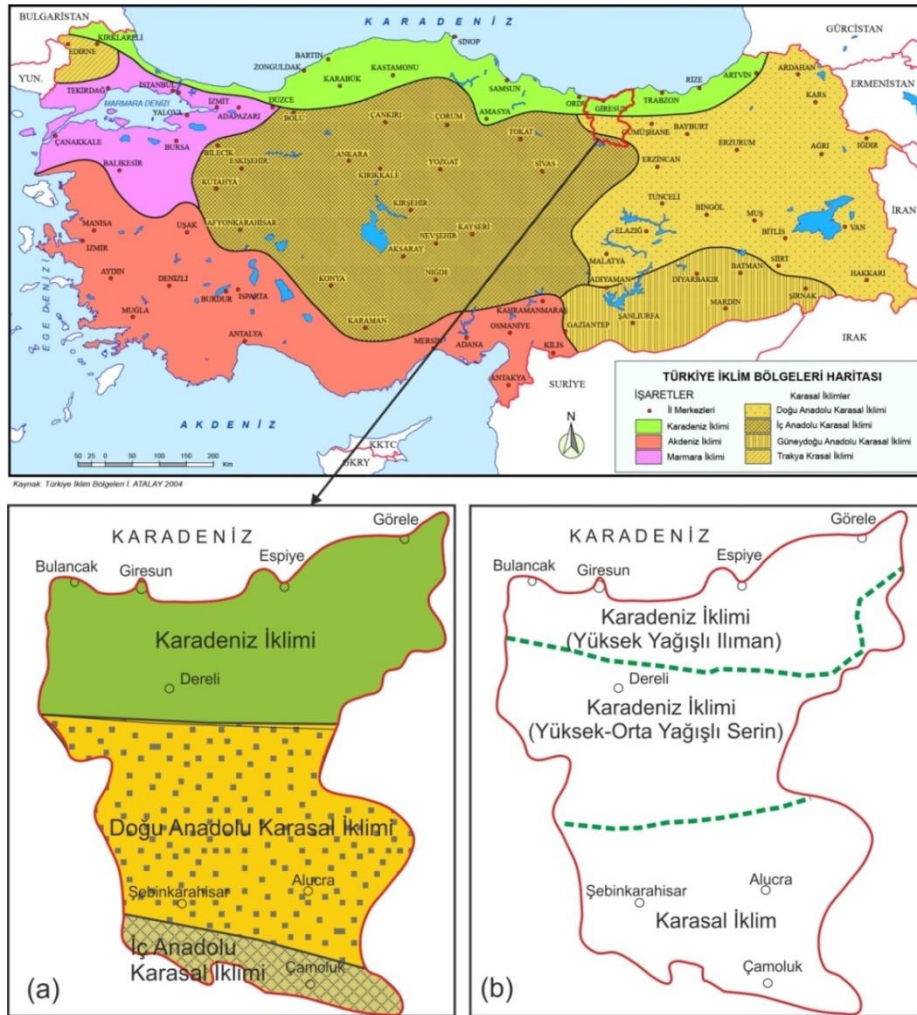 BULGARİSTAN
KARADENİZ
GÜRCİSTAN
KIRKLARELİ
EDİRNE
SİNOP
BARTIN
ZONGULDAK
KASTAMONU
KARABÜK
ARTVİN
ARDAHAN
YUN.
ERMENİSTAN
TEKİRDAĞ
İSTANBUL
SAMSUN
RİZE
KARS
MARMARA DENİZİ
İZMİT
DÜZCE
ORDU
GİRESUN
TRABZON
YALOVA
ADAPAZARI
BOLU
AMASYA
ÇANKIRI
ÇORUM
TOKAT
GÜMÜŞHANE
BAYBURT
ÇANAKKALE
BURSA
BİLECİK
ERZURUM
IĞDIR
AĞRI
BALIKESİR
ESKİŞEHİR
ANKARA
YOZGAT
SİVAS
ERZİNCAN
KÜTAHYA
KIRIKKALE
TUNCELİ
İRAN
KIRŞEHİR
BİNGÖL
MUŞ
MANİSA
UŞAK
AFYONKARAHİSAR
NEVŞEHİR
KAYSERİ
ELAZIĞ
VAN
İZMİR
AKSARAY
BİTLİS
MALATYA
SİİRT
EGE DENİZİ
AYDIN
DENİZLİ
KONYA
NİĞDE
ADIYAMAN
DİYARBAKIR
BATMAN
HAKKARİ
BURDUR
ISPARTA
KAHRAMANMARAŞ
MARDİN
ŞIRNAK
MUĞLA
KARAMAN
OSMANİYE
GAZİANTEP
ŞANLIURFA
ANTALYA
MERSİN
ADANA
KİLİS
IRAK
ANTAKYA
SURİYE
AKDENİZ
KKTC
GKRY
N
50 25 0 50 100 150 200
Km
TÜRKİYE İKLİM BÖLGELERİ HARİTASI
İŞARETLER
İl Merkezleri
Karadeniz İklimi
Akdeniz İklimi
Marmara İklimi
Karasal İklimler
Doğu Anadolu Karasal İklimi
İç Anadolu Karasal İklimi
Güneydoğu Anadolu Karasal İklimi
Trakya Krasal İklimi
Kaynak: Türkiye İklim Bölgeleri İ. ATALAY 2004
KARADENİZ
Görele
Bulancak
Giresun
Espiye
Karadeniz İklimi
Dereli
Doğu Anadolu Karasal İklimi
Şebinkarahisar
Alucra
İç Anadolu
Karasal İklimi
Çamoluk
(a)
KARADENİZ
Görele
Bulancak
Giresun
Espiye
Karadeniz İklimi
(Yüksek Yağışlı Ilıman)
Dereli
Karadeniz İklimi
(Yüksek-Orta Yağışlı Serin)
Şebinkarahisar
Alucra
Karasal İklim
Çamoluk
(b)